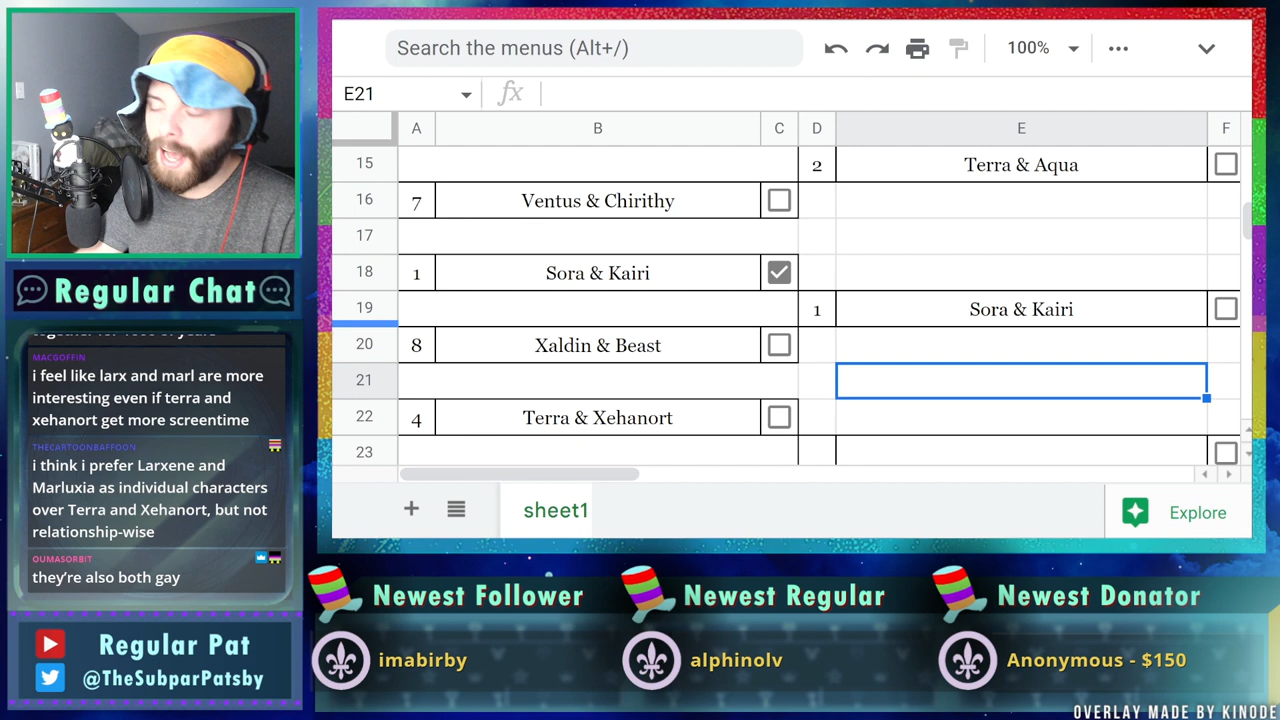 Search the menus (Alt+/)
100%
E21
fx
A B C D E F
15 2 Terra & Aqua
16 7 Ventus & Chirithy
17
18 1 Sora & Kairi
19 1 Sora & Kairi
20 8 Xaldin & Beast
21
22 4 Terra & Xehanort
23
sheet1
Explore
Regular Chat
MACGOFFIN
i feel like larx and marl are more
interesting even if terra and
xehanort get more screentime
THECARTOONBAFFOON
i think i prefer Larxene and
Marluxia as individual characters
over Terra and Xehanort, but not
relationship-wise
OUMASORBIT
they're also both gay
Regular Pat
@TheSubparPatsby
Newest Follower
imabirby
Newest Regular
alphinolv
Newest Donator
Anonymous - $150
OVERLAY MADE BY KINODE